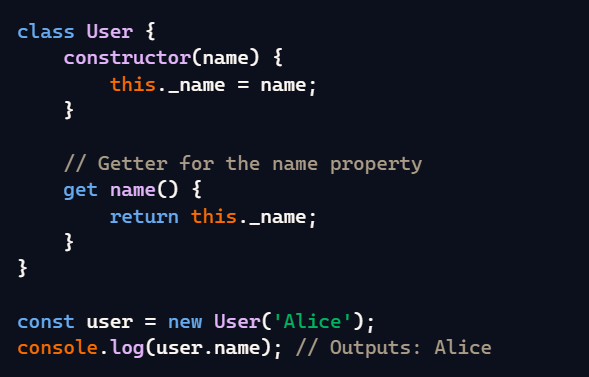 class User {
    constructor(name) {
        this._name = name;
    }

    // Getter for the name property
    get name() {
        return this._name;
    }
}

const user = new User('Alice');
console.log(user.name); // Outputs: Alice